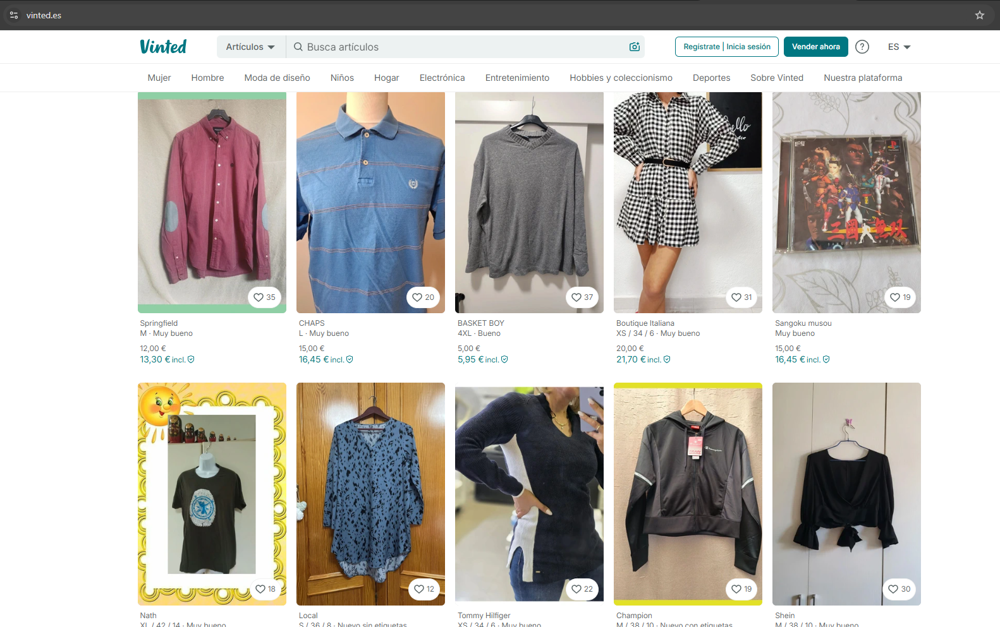 vinted.es
Vinted
Artículos
Busca artículos
Regístrate | Inicia sesión
Vender ahora
?
ES
Mujer
Hombre
Moda de diseño
Niños
Hogar
Electrónica
Entretenimiento
Hobbies y coleccionismo
Deportes
Sobre Vinted
Nuestra plataforma
KOEI
三國無双
35
20
37
31
19
Springfield
M · Muy bueno
12,00 €
13,30 € incl.
CHAPS
L · Muy bueno
15,00 €
16,45 € incl.
BASKET BOY
4XL · Bueno
5,00 €
5,95 € incl.
Boutique Italiana
XS / 34 / 6 · Muy bueno
20,00 €
21,70 € incl.
Sangoku musou
Muy bueno
15,00 €
16,45 € incl.
Champion
18
12
22
19
30
Nath
XL / 42 / 14 · Muy bueno
Local
S / 36 / 8 · Nuevo sin etiquetas
Tommy Hilfiger
XS / 34 / 6 · Muy bueno
Champion
M / 38 / 10 · Nuevo con etiquetas
Shein
M / 38 / 10 · Muy bueno